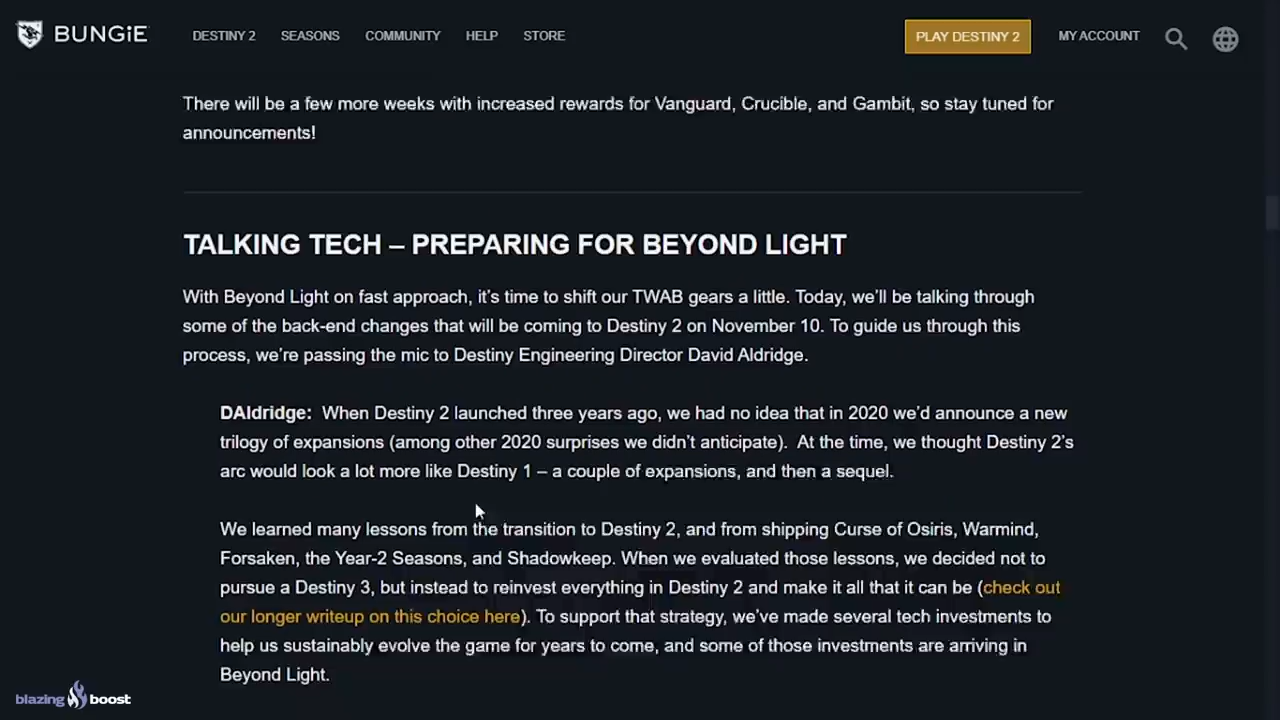 BUNGiE
DESTINY 2 SEASONS COMMUNITY HELP STORE
PLAY DESTINY 2
MY ACCOUNT
There will be a few more weeks with increased rewards for Vanguard, Crucible, and Gambit, so stay tuned for
announcements!
TALKING TECH – PREPARING FOR BEYOND LIGHT
With Beyond Light on fast approach, it's time to shift our TWAB gears a little. Today, we'll be talking through
some of the back-end changes that will be coming to Destiny 2 on November 10. To guide us through this
process, we're passing the mic to Destiny Engineering Director David Aldridge.
DAldridge: When Destiny 2 launched three years ago, we had no idea that in 2020 we'd announce a new
trilogy of expansions (among other 2020 surprises we didn't anticipate). At the time, we thought Destiny 2's
arc would look a lot more like Destiny 1 – a couple of expansions, and then a sequel.
We learned many lessons from the transition to Destiny 2, and from shipping Curse of Osiris, Warmind,
Forsaken, the Year-2 Seasons, and Shadowkeep. When we evaluated those lessons, we decided not to
pursue a Destiny 3, but instead to reinvest everything in Destiny 2 and make it all that it can be (check out
our longer writeup on this choice here). To support that strategy, we've made several tech investments to
help us sustainably evolve the game for years to come, and some of those investments are arriving in
Beyond Light.
blazing boost